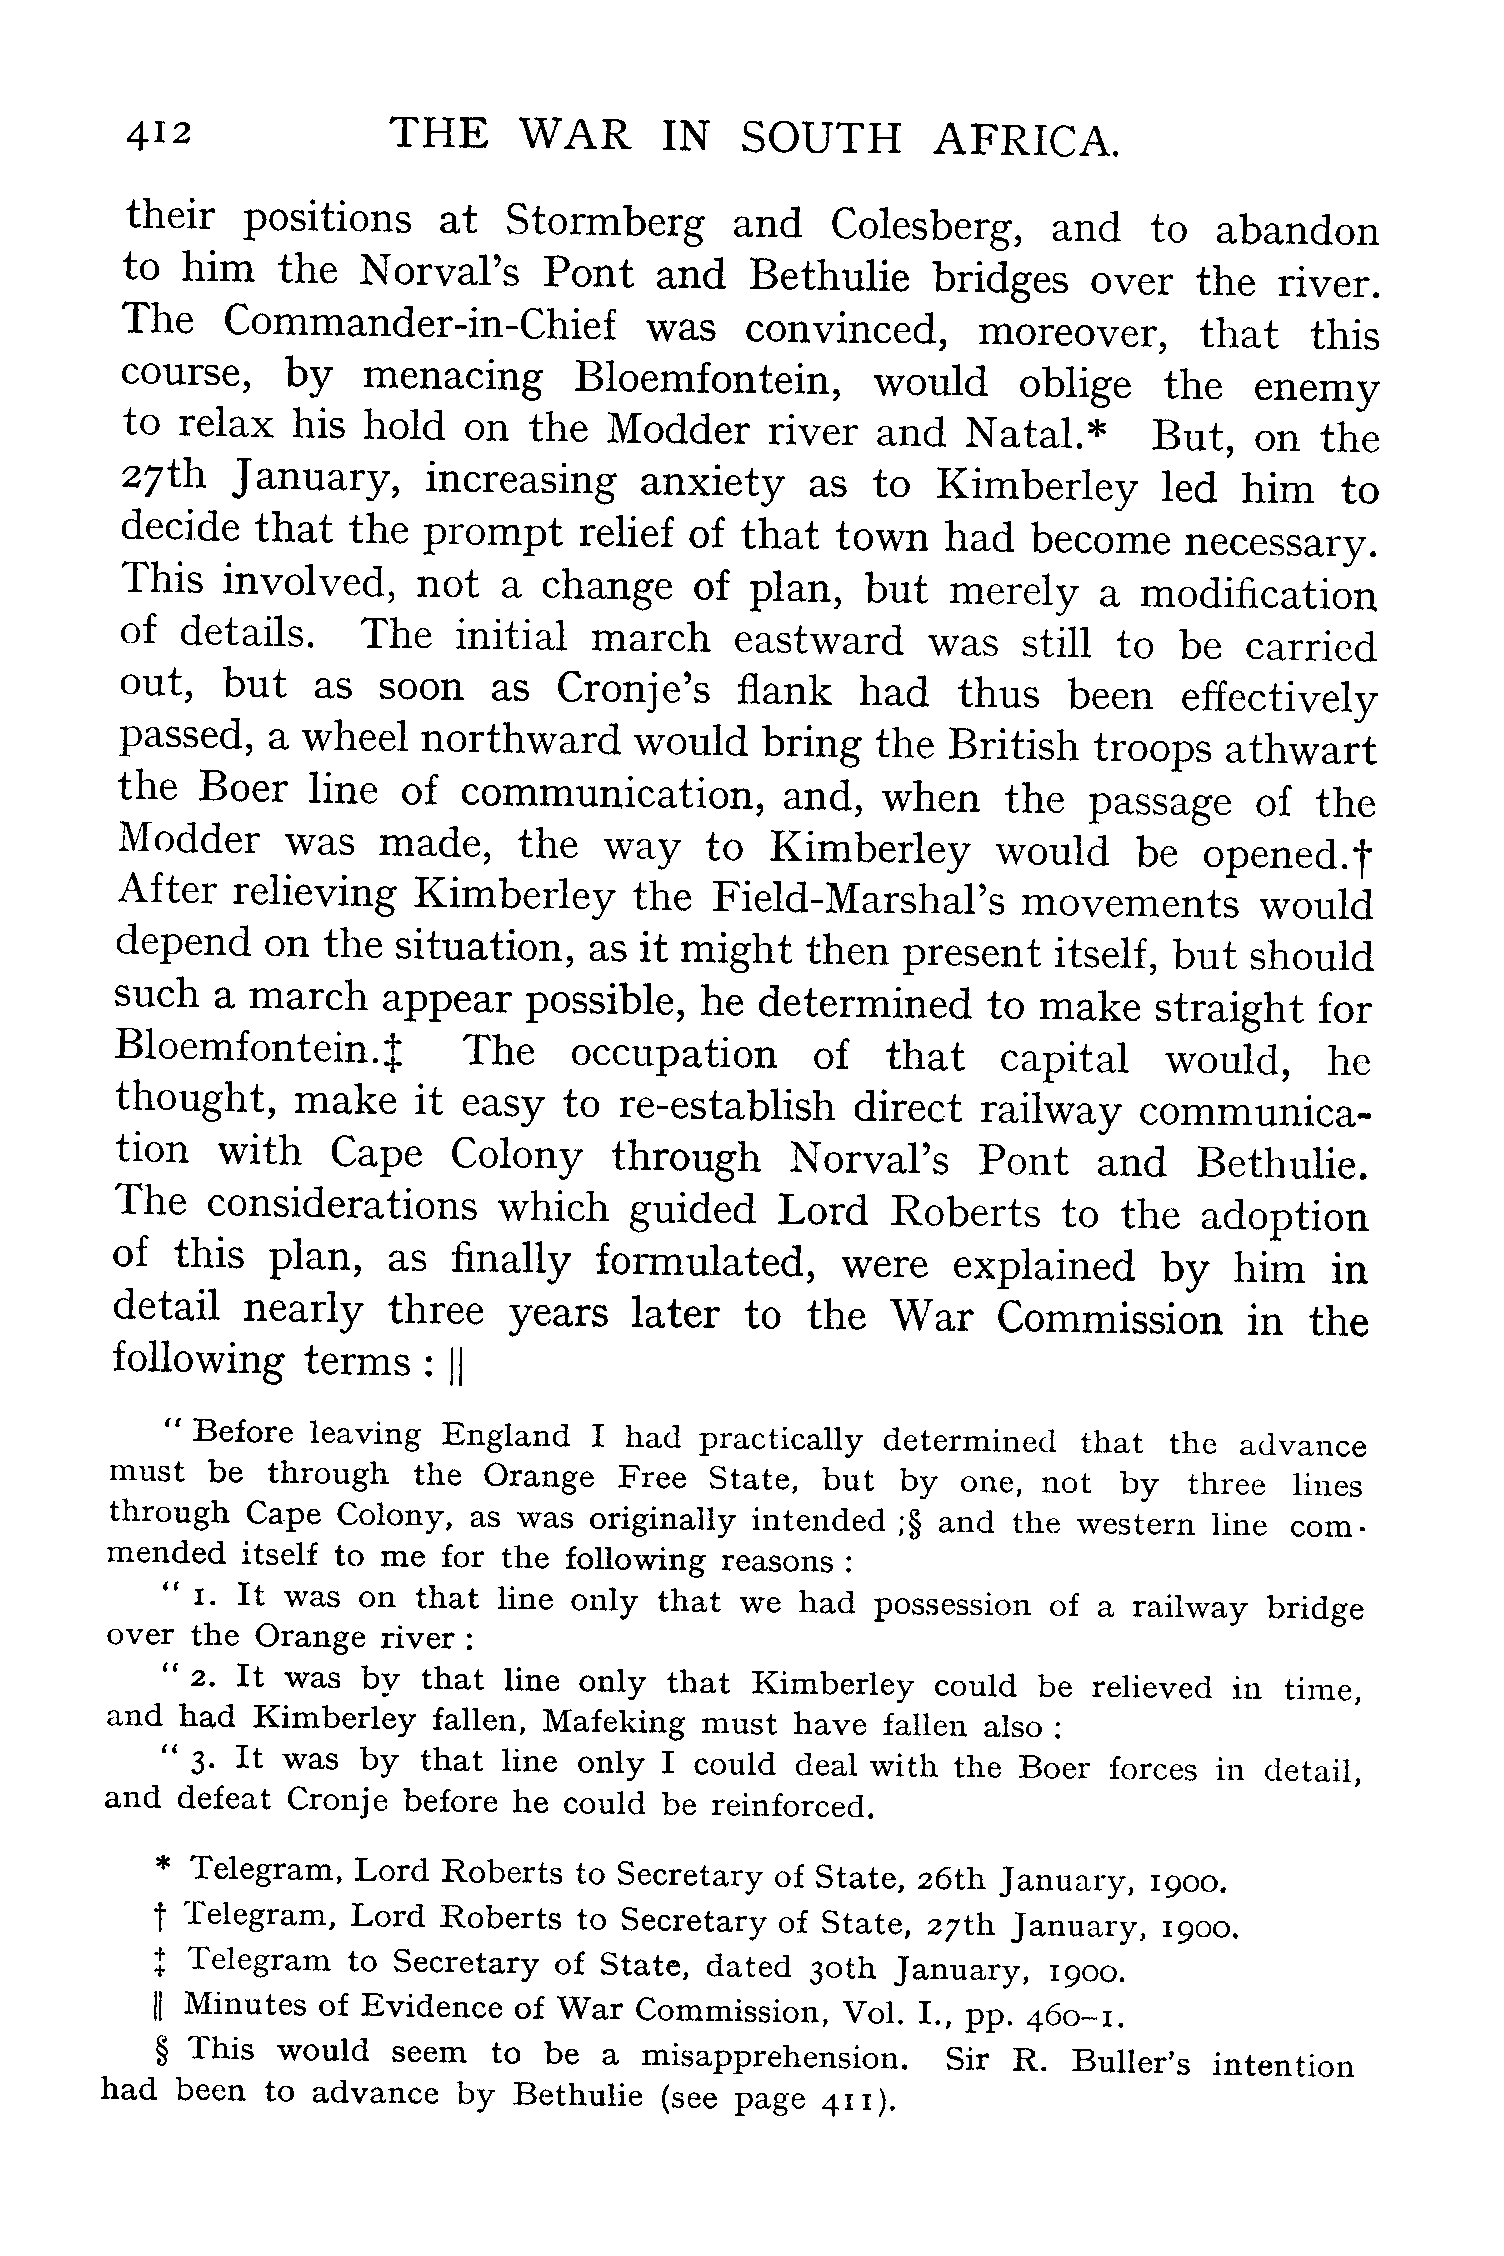 412 THE WAR IN SOUTH AFRICA.
their positions at Stormberg and Colesberg, and to abandon
to him the Norval's Pont and Bethulie bridges over the river.
The Commander-in-Chief was convinced, moreover, that this
course, by menacing Bloemfontein, would oblige the enemy
to relax his hold on the Modder river and Natal.* But, on the
27th January, increasing anxiety as to Kimberley led him to
decide that the prompt relief of that town had become necessary.
This involved, not a change of plan, but merely a modification
of details. The initial march eastward was still to be carried
out, but as soon as Cronje's flank had thus been effectively
passed, a wheel northward would bring the British troops athwart
the Boer line of communication, and, when the passage of the
Modder was made, the way to Kimberley would be opened.†
After relieving Kimberley the Field-Marshal's movements would
depend on the situation, as it might then present itself, but should
such a march appear possible, he determined to make straight for
Bloemfontein.‡ The occupation of that capital would, he
thought, make it easy to re-establish direct railway communica-
tion with Cape Colony through Norval's Pont and Bethulie.
The considerations which guided Lord Roberts to the adoption
of this plan, as finally formulated, were explained by him in
detail nearly three years later to the War Commission in the
following terms : ||
" Before leaving England I had practically determined that the advance
must be through the Orange Free State, but by one, not by three lines
through Cape Colony, as was originally intended ;§ and the western line com-
mended itself to me for the following reasons :
" 1. It was on that line only that we had possession of a railway bridge
over the Orange river :
" 2. It was by that line only that Kimberley could be relieved in time,
and had Kimberley fallen, Mafeking must have fallen also :
" 3. It was by that line only I could deal with the Boer forces in detail,
and defeat Cronje before he could be reinforced.
* Telegram, Lord Roberts to Secretary of State, 26th January, 1900.
† Telegram, Lord Roberts to Secretary of State, 27th January, 1900.
‡ Telegram to Secretary of State, dated 30th January, 1900.
|| Minutes of Evidence of War Commission, Vol. I., pp. 460-1.
§ This would seem to be a misapprehension. Sir R. Buller's intention
had been to advance by Bethulie (see page 411).